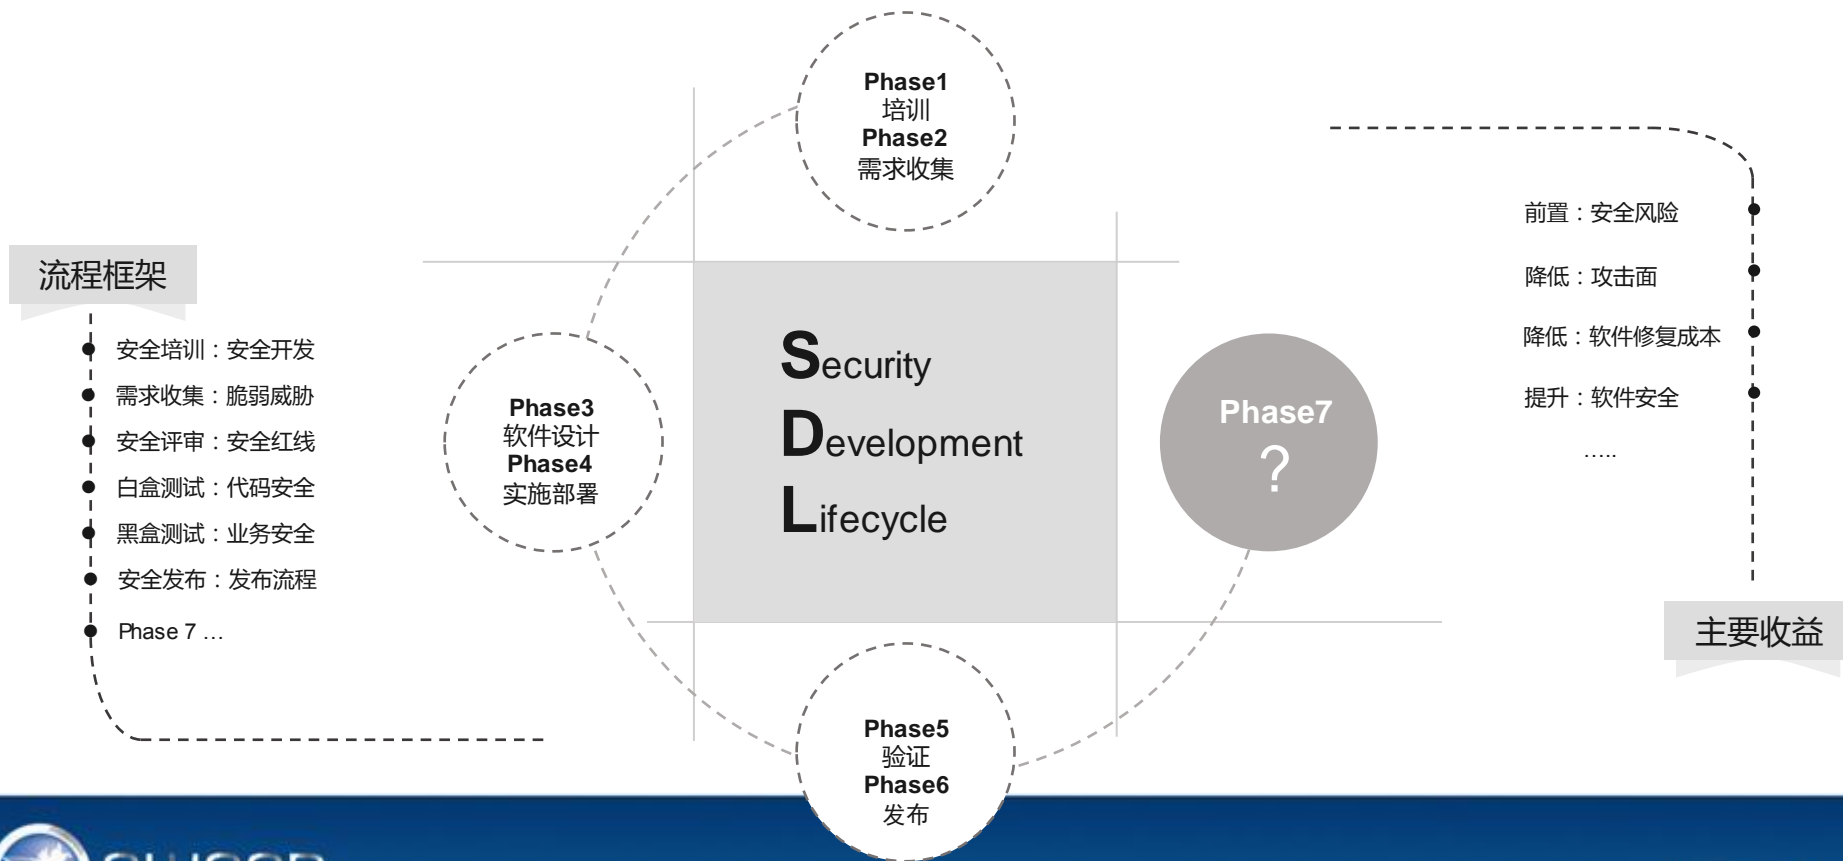 Phase1
培训
Phase2
需求收集
流程框架
安全培训：安全开发
需求收集：脆弱威胁
安全评审：安全红线
白盒测试：代码安全
黑盒测试：业务安全
安全发布：发布流程
Phase 7 …
Phase3
软件设计
Phase4
实施部署
Security
Development
Lifecycle
Phase7
?
前置：安全风险
降低：攻击面
降低：软件修复成本
提升：软件安全
…..
主要收益
Phase5
验证
Phase6
发布